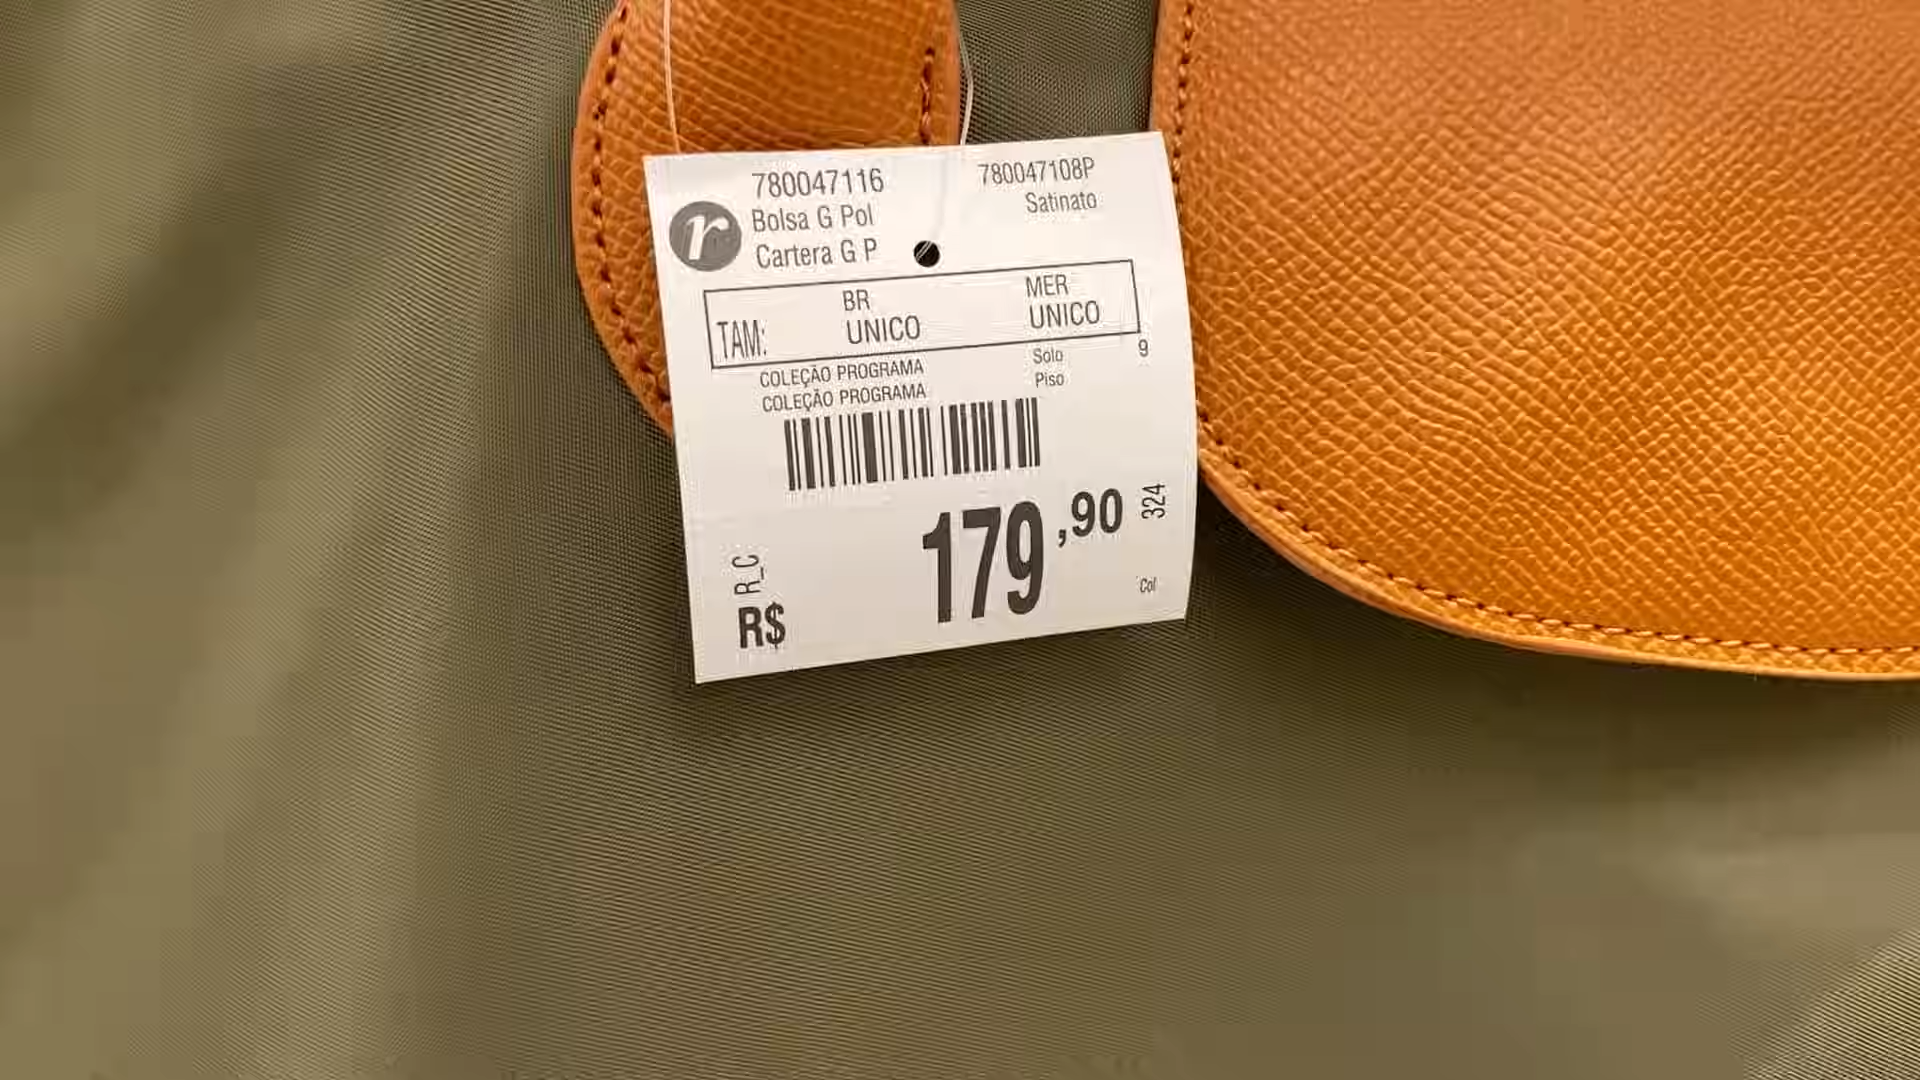 780047116 780047108P
r Bolsa G Pol Satinato
Cartera G P
BR MER
TAM: UNICO UNICO
COLEÇÃO PROGRAMA Solo 9
COLEÇÃO PROGRAMA Piso
179,90 324
R_C
R$ Col